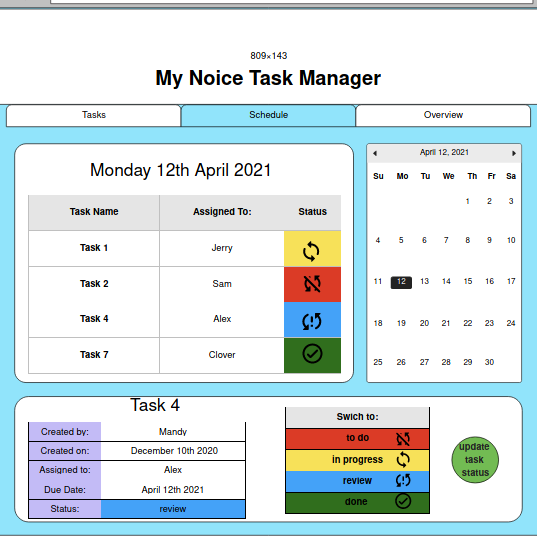 809×143
My Noice Task Manager
Tasks Schedule Overview
Monday 12th April 2021
Task Name Assigned To: Status
Task 1 Jerry
Task 2 Sam
Task 4 Alex
Task 7 Clover
April 12, 2021
Su Mo Tu We Th Fr Sa
1 2 3
4 5 6 7 8 9 10
11 12 13 14 15 16 17
18 19 20 21 22 23 24
25 26 27 28 29 30
Task 4
Created by: Mandy
Created on: December 10th 2020
Assigned to: Alex
Due Date: April 12th 2021
Status: review
Swich to:
to do
in progress
review
done
update
task
status